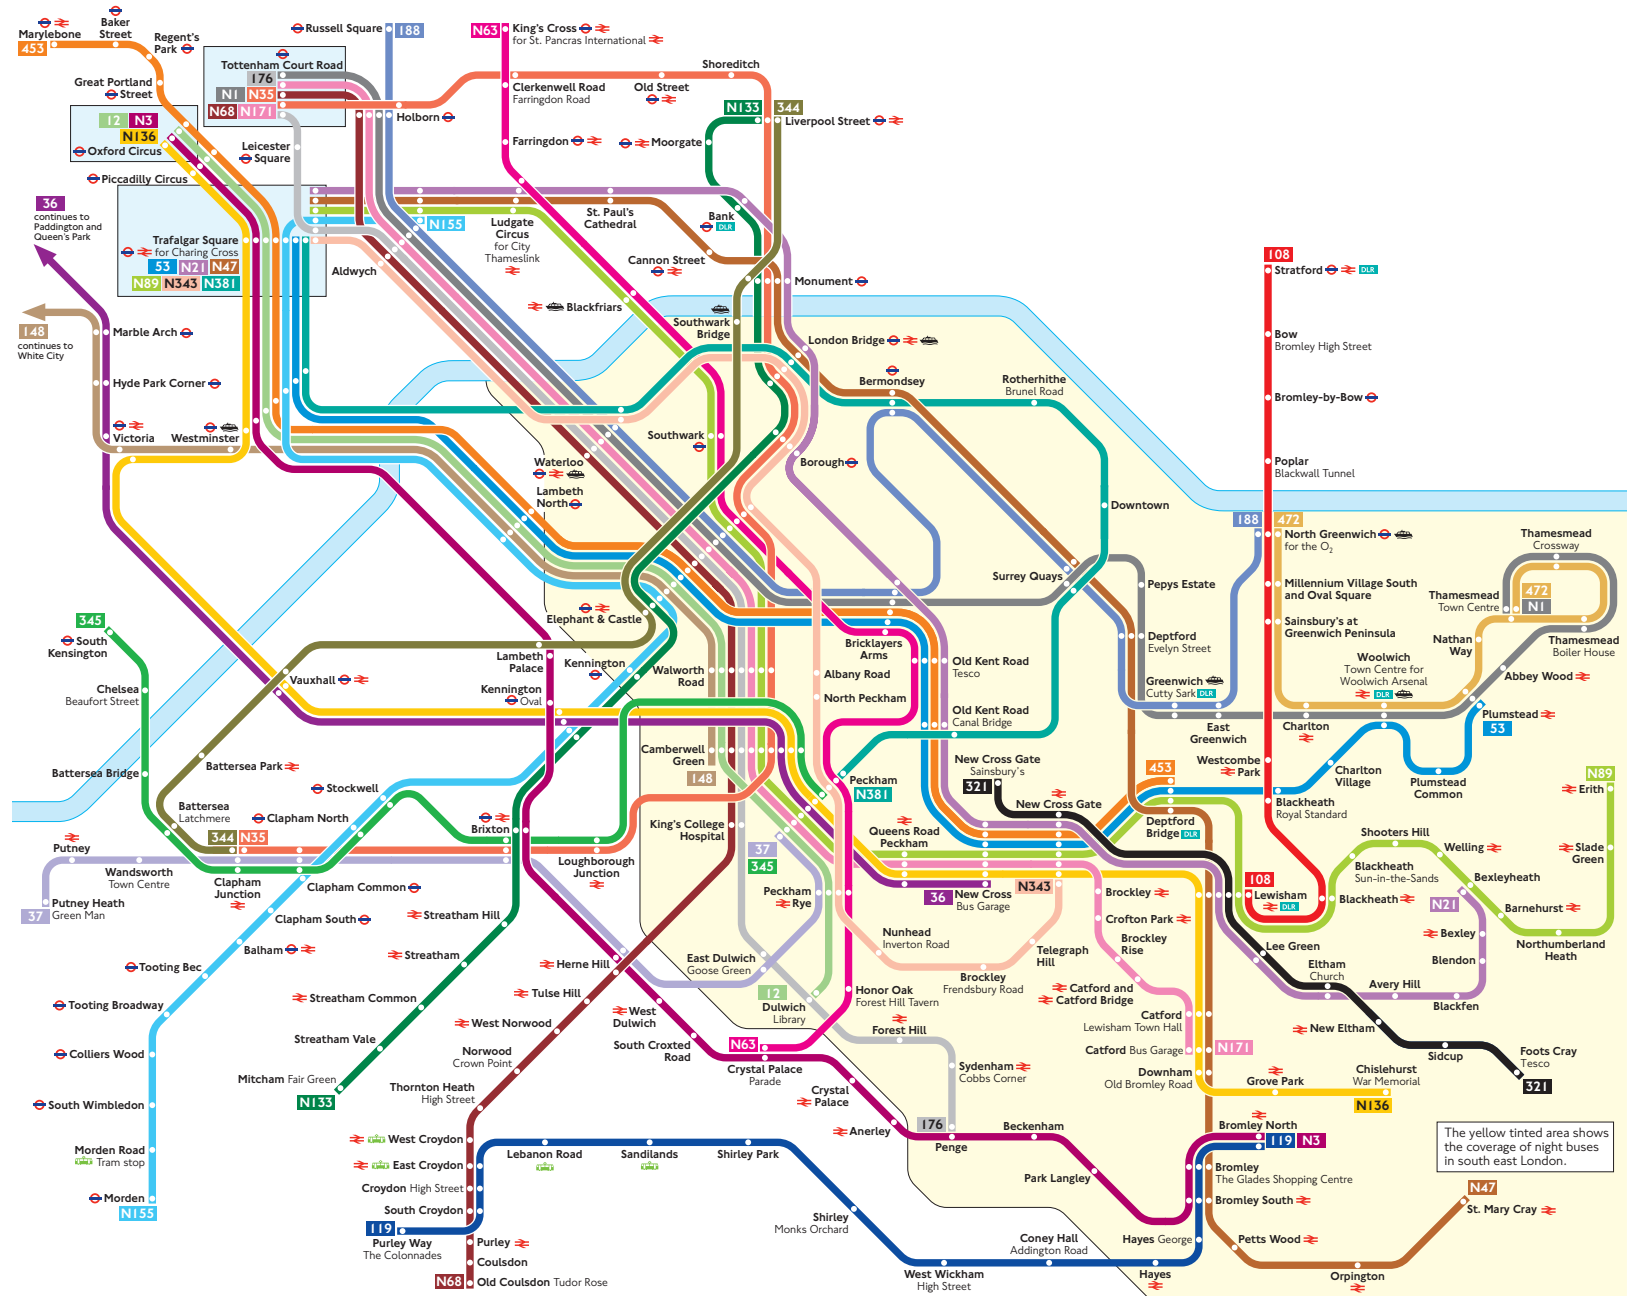 Marylebone
453
Baker
Street
Regent's
Park
Great Portland
Street
Tottenham Court Road
176
N1
N35
N68
N171
Russell Square
188
N63
King's Cross
for St. Pancras International
Shoreditch
Clerkenwell Road
Farringdon Road
Old Street
Holborn
N133
344
Liverpool Street
Moorgate
Farringdon
12
N3
N136
Oxford Circus
Leicester
Square
Piccadilly Circus
36
continues to
Paddington and
Queen's Park
Trafalgar Square
for Charing Cross
53
N21
N47
N89
N343
N381
N155
Ludgate
Circus
for City
Thameslink
St. Paul's
Cathedral
Bank
DLR
Cannon Street
Aldwych
Monument
Blackfriars
Southwark
Bridge
London Bridge
148
continues to
White City
Marble Arch
Hyde Park Corner
Victoria
Westminster
Bermondsey
Rotherhithe
Brunel Road
108
Stratford
DLR
Bow
Bromley High Street
Bromley-by-Bow
Poplar
Blackwall Tunnel
Southwark
Borough
Waterloo
Lambeth
North
Downtown
188
472
North Greenwich
for the O2
Thamesmead
Crossway
Surrey Quays
Pepys Estate
Millennium Village South
and Oval Square
Thamesmead
Town Centre
472
N1
Sainsbury's at
Greenwich Peninsula
Nathan
Way
Thamesmead
Boiler House
Elephant & Castle
345
South
Kensington
Lambeth
Palace
Kennington
Walworth
Road
Bricklayers
Arms
Deptford
Evelyn Street
Albany Road
Old Kent Road
Tesco
Woolwich
Town Centre for
Woolwich Arsenal
DLR
Abbey Wood
Vauxhall
Chelsea
Beaufort Street
Kennington
Oval
North Peckham
Greenwich
Cutty Sark DLR
Old Kent Road
Canal Bridge
East
Greenwich
Charlton
Plumstead
53
Camberwell
Green
148
Battersea Bridge
Battersea Park
New Cross Gate
Sainsbury's
321
453
Westcombe
Park
Charlton
Village
Plumstead
Common
N89
Erith
Stockwell
Peckham
N381
New Cross Gate
Blackheath
Royal Standard
Battersea
Latchmere
Clapham North
Brixton
King's College
Hospital
Queens Road
Peckham
Deptford
Bridge DLR
Shooters Hill
344
N35
Putney
Welling
Slade
Green
Wandsworth
Town Centre
Loughborough
Junction
37
345
Blackheath
Sun-in-the-Sands
Clapham
Junction
Clapham Common
36
New Cross
Bus Garage
N343
108
Lewisham
DLR
Bexleyheath
Putney Heath
Green Man
37
Peckham
Rye
Brockley
Blackheath
N21
Barnehurst
Clapham South
Streatham Hill
Crofton Park
Nunhead
Inverton Road
Telegraph
Hill
Brockley
Rise
Lee Green
Bexley
Northumberland
Heath
Balham
Streatham
Herne Hill
East Dulwich
Goose Green
Eltham
Church
Blendon
Tooting Bec
Brockley
Frendsbury Road
Avery Hill
Tulse Hill
12
Honor Oak
Forest Hill Tavern
Catford and
Catford Bridge
Blackfen
Tooting Broadway
Streatham Common
West
Dulwich
Dulwich
Library
West Norwood
Forest Hill
Catford
Lewisham Town Hall
New Eltham
Streatham Vale
Colliers Wood
Norwood
Crown Point
South Croxted
Road
N63
Catford Bus Garage
N171
Sidcup
Foots Cray
Tesco
321
Mitcham Fair Green
N133
Thornton Heath
High Street
Crystal Palace
Parade
Sydenham
Cobbs Corner
Downham
Old Bromley Road
Grove Park
Chislehurst
War Memorial
N136
South Wimbledon
Crystal
Palace
Anerley
176
Penge
Beckenham
Bromley North
119
N3
The yellow tinted area shows
the coverage of night buses
in south east London.
Morden Road
Tram stop
West Croydon
East Croydon
Lebanon Road
Sandilands
Shirley Park
Bromley
The Glades Shopping Centre
Croydon High Street
Park Langley
Bromley South
N47
St. Mary Cray
Morden
N155
South Croydon
119
Purley Way
The Colonnades
Shirley
Monks Orchard
Hayes George
Petts Wood
Purley
Coulsdon
Coney Hall
Addington Road
N68
Old Coulsdon Tudor Rose
West Wickham
High Street
Hayes
Orpington